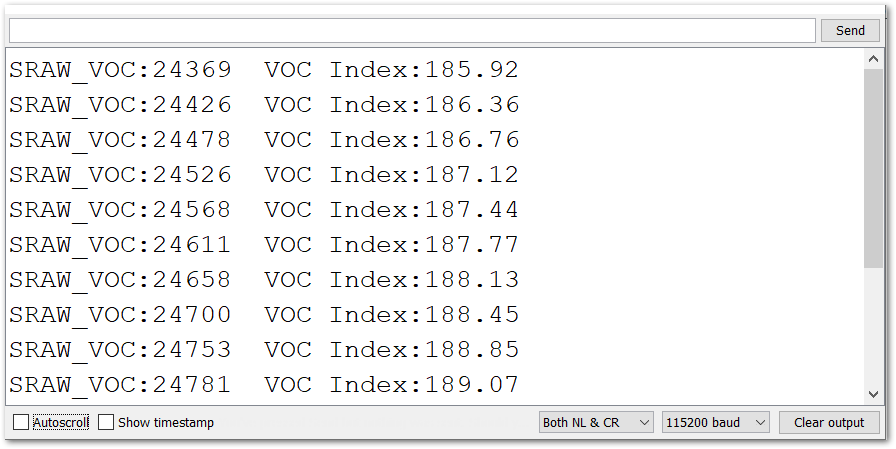 Send
SRAW_VOC:24369  VOC Index:185.92
SRAW_VOC:24426  VOC Index:186.36
SRAW_VOC:24478  VOC Index:186.76
SRAW_VOC:24526  VOC Index:187.12
SRAW_VOC:24568  VOC Index:187.44
SRAW_VOC:24611  VOC Index:187.77
SRAW_VOC:24658  VOC Index:188.13
SRAW_VOC:24700  VOC Index:188.45
SRAW_VOC:24753  VOC Index:188.85
SRAW_VOC:24781  VOC Index:189.07
Autoscroll Show timestamp Both NL & CR 115200 baud Clear output